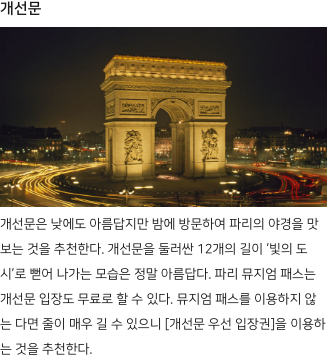 개선문
개선문은 낮에도 아름답지만 밤에 방문하여 파리의 야경을 맛
보는 것을 추천한다. 개선문을 둘러싼 12개의 길이 '빛의 도
시'로 뻗어 나가는 모습은 정말 아름답다. 파리 뮤지엄 패스는
개선문 입장도 무료로 할 수 있다. 뮤지엄 패스를 이용하지 않
는 다면 줄이 매우 길 수 있으니 [개선문 우선 입장권]을 이용하
는 것을 추천한다.